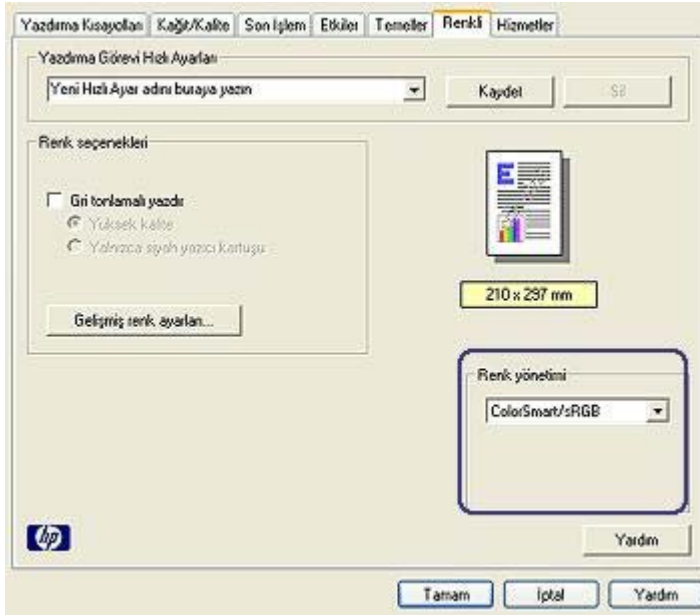 Yazdırma Kısayolları Kağıt/Kalite Son İşlem Etkiler Temeller Renkli Hizmetler
Yazdırma Görevi Hızlı Ayarları
Yeni Hızlı Ayar adını buraya yazın Kaydet Sil
Renk seçenekleri
Gri tonlamalı yazdır
Yüksek kalite
Yalnızca siyah yazıcı kartuşu
Gelişmiş renk ayarları...
E
210 x 297 mm
Renk yönetimi
ColorSmart/sRGB
hp
Yardım
Tamam İptal Yardım